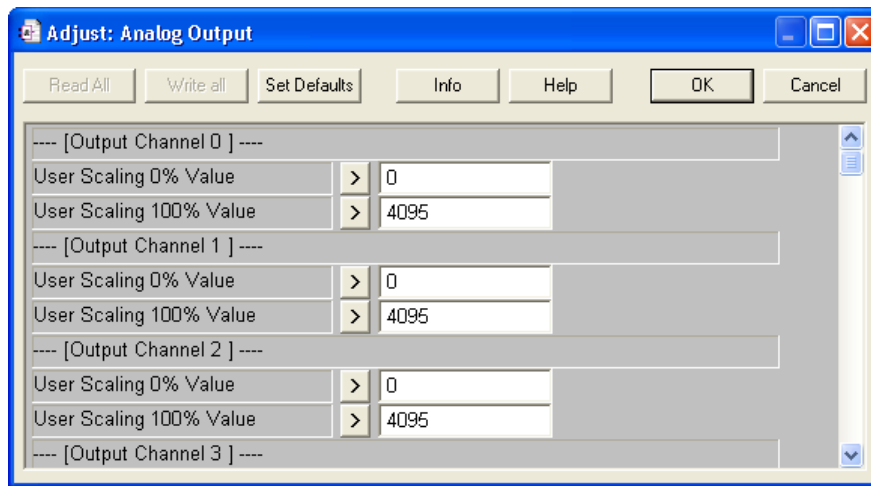 Adjust: Analog Output
Read All Write all Set Defaults Info Help OK Cancel
---- [Output Channel 0 ] ----
User Scaling 0% Value > 0
User Scaling 100% Value > 4095
---- [Output Channel 1 ] ----
User Scaling 0% Value > 0
User Scaling 100% Value > 4095
---- [Output Channel 2 ] ----
User Scaling 0% Value > 0
User Scaling 100% Value > 4095
---- [Output Channel 3 ] ----